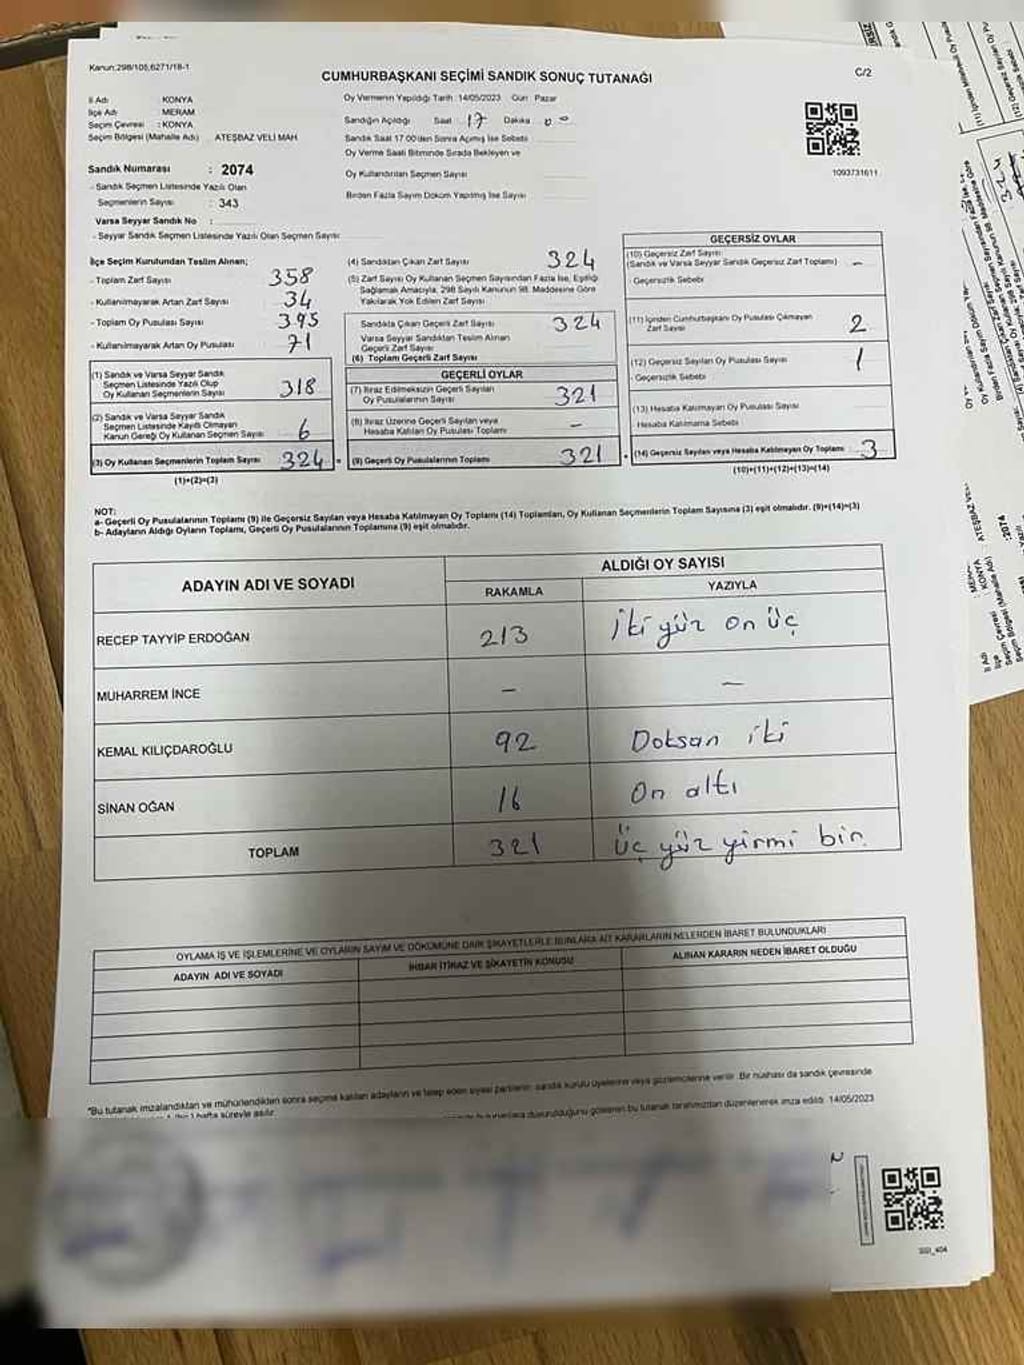 Kanun:298/105,6271/18-1
CUMHURBAŞKANI SEÇİMİ SANDIK SONUÇ TUTANAĞI
C/2
İl Adı : KONYA
İlçe Adı : MERAM
Seçim Çevresi : KONYA
Seçim Bölgesi (Mahalle Adı) : ATEŞBAZ VELİ MAH.
Sandık Numarası : 2074
- Sandık Seçmen Listesinde Yazılı Olan
Seçmenlerin Sayısı : 343
Varsa Seyyar Sandık No :
- Seyyar Sandık Seçmen Listesinde Yazılı Olan Seçmen Sayısı:
Oy Vermenin Yapıldığı Tarih :14/05/2023 Gün : Pazar
Sandığın Açıldığı Saat 17 Dakika 00
Sandık Saat 17.00'den Sonra Açılmış İse Sebebi
Oy Verme Saati Bitiminde Sırada Bekleyen ve
Oy Kullandırılan Seçmen Sayısı
Birden Fazla Sayım Döküm Yapılmış İse Sayısı
1093731611
İlçe Seçim Kurulundan Teslim Alınan;
- Toplam Zarf Sayısı 358
- Kullanılmayarak Artan Zarf Sayısı 34
- Toplam Oy Pusulası Sayısı 395
- Kullanılmayarak Artan Oy Pusulası 71
(1) Sandık ve Varsa Seyyar Sandık
Seçmen Listesinde Yazılı Olup
Oy Kullanan Seçmenlerin Sayısı 318
(2) Sandık ve Varsa Seyyar Sandık
Seçmen Listesinde Kayıtlı Olmayan
Kanun Gereği Oy Kullanan Seçmen Sayısı 6
(3) Oy Kullanan Seçmenlerin Toplam Sayısı 324 =
(1)+(2)=(3)
(4) Sandıktan Çıkan Zarf Sayısı 324
(5) Zarf Sayısı Oy Kullanan Seçmen Sayısından Fazla İse, Eşitliği
Sağlamak Amacıyla, 298 Sayılı Kanunun 98. Maddesine Göre
Yakılarak Yok Edilen Zarf Sayısı
Sandıkta Çıkan Geçerli Zarf Sayısı 324
Varsa Seyyar Sandıktan Teslim Alınan
Geçerli Zarf Sayısı
(6) Toplam Geçerli Zarf Sayısı
GEÇERLİ OYLAR
(7) İtiraz Edilmeksizin Geçerli Sayılan
Oy Pusulalarının Sayısı 321
(8) İtiraz Üzerine Geçerli Sayılan veya
Hesaba Katılan Oy Pusulası Toplamı -
(9) Geçerli Oy Pusulalarının Toplamı 321
GEÇERSİZ OYLAR
(10) Geçersiz Zarf Sayısı
(Sandık ve Varsa Seyyar Sandık Geçersiz Zarf Toplamı) -
- Geçersizlik Sebebi
(11) İçinden Cumhurbaşkanı Oy Pusulası Çıkmayan
Zarf Sayısı 2
(12) Geçersiz Sayılan Oy Pusulası Sayısı 1
- Geçersizlik Sebebi
(13) Hesaba Katılmayan Oy Pusulası Sayısı
Hesaba Katılmama Sebebi
(14) Geçersiz Sayılan veya Hesaba Katılmayan Oy Toplamı 3
(10)+(11)+(12)+(13)=(14)
NOT:
a- Geçerli Oy Pusulalarının Toplamı (9) ile Geçersiz Sayılan veya Hesaba Katılmayan Oy Toplamı (14) Toplamları, Oy Kullanan Seçmenlerin Toplam Sayısına (3) eşit olmalıdır. (9)+(14)=(3)
b- Adayların Aldığı Oyların Toplamı, Geçerli Oy Pusulalarının Toplamına (9) eşit olmalıdır.
ADAYIN ADI VE SOYADI
ALDIĞI OY SAYISI
RAKAMLA YAZIYLA
RECEP TAYYİP ERDOĞAN 213 İki yüz on üç
MUHARREM İNCE - -
KEMAL KILIÇDAROĞLU 92 Doksan iki
SİNAN OĞAN 16 On altı
TOPLAM 321 Üç yüz yirmi bir.
OYLAMA İŞ VE İŞLEMLERİNE VE OYLARIN SAYIM VE DÖKÜMÜNE DAİR ŞİKAYETLERLE BUNLARA AİT KARARLARIN NELERDEN İBARET BULUNDUKLARI
ADAYIN ADI VE SOYADI
İHBAR İTİRAZ VE ŞİKAYETİN KONUSU
ALINAN KARARIN NEDEN İBARET OLDUĞU
*Bu tutanak imzalandıktan ve mühürlendikten sonra seçime katılan adayların ve talep eden siyasi partilerin sandık kurulu üyelerine veya gözlemcilerine verilir. Bir nüshası da sandık çevresinde
hafta süreyle asılır.
bu tutanak tarafımızdan düzenlenerek imza edildi. 14/05/2023